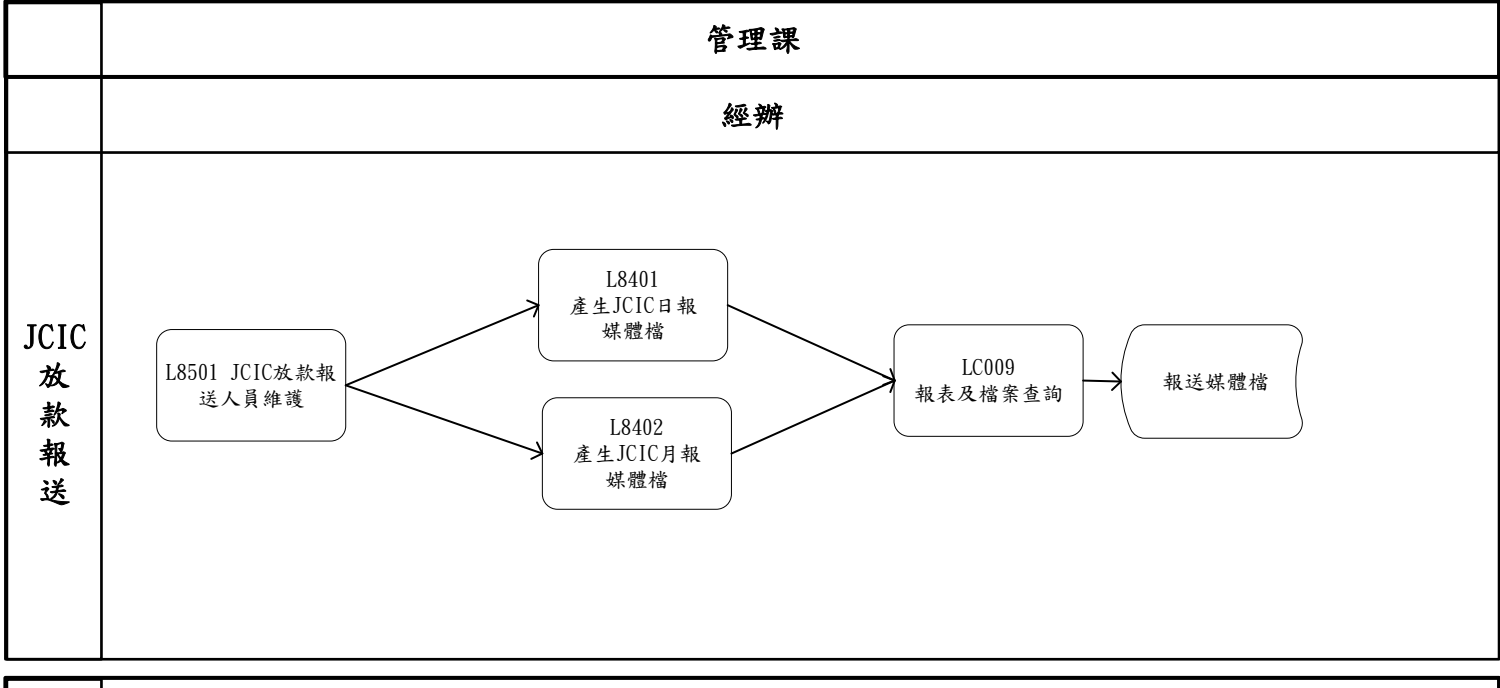 管理課
經辦
JCIC
放
款
報
送
L8501 JCIC放款報
送人員維護
L8401
產生JCIC日報
媒體檔
L8402
產生JCIC月報
媒體檔
LC009
報表及檔案查詢
報送媒體檔